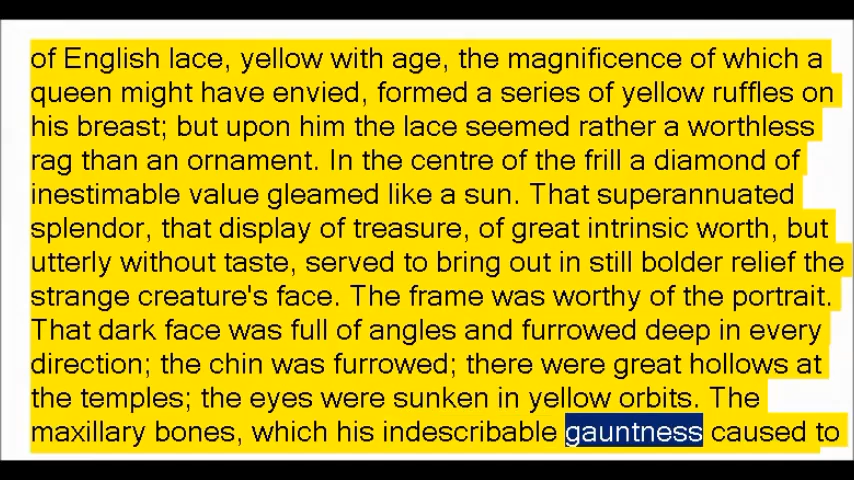 of English lace, yellow with age, the magnificence of which a
queen might have envied, formed a series of yellow ruffles on
his breast; but upon him the lace seemed rather a worthless
rag than an ornament. In the centre of the frill a diamond of
inestimable value gleamed like a sun. That superannuated
splendor, that display of treasure, of great intrinsic worth, but
utterly without taste, served to bring out in still bolder relief the
strange creature's face. The frame was worthy of the portrait.
That dark face was full of angles and furrowed deep in every
direction; the chin was furrowed; there were great hollows at
the temples; the eyes were sunken in yellow orbits. The
maxillary bones, which his indescribable gauntness caused to